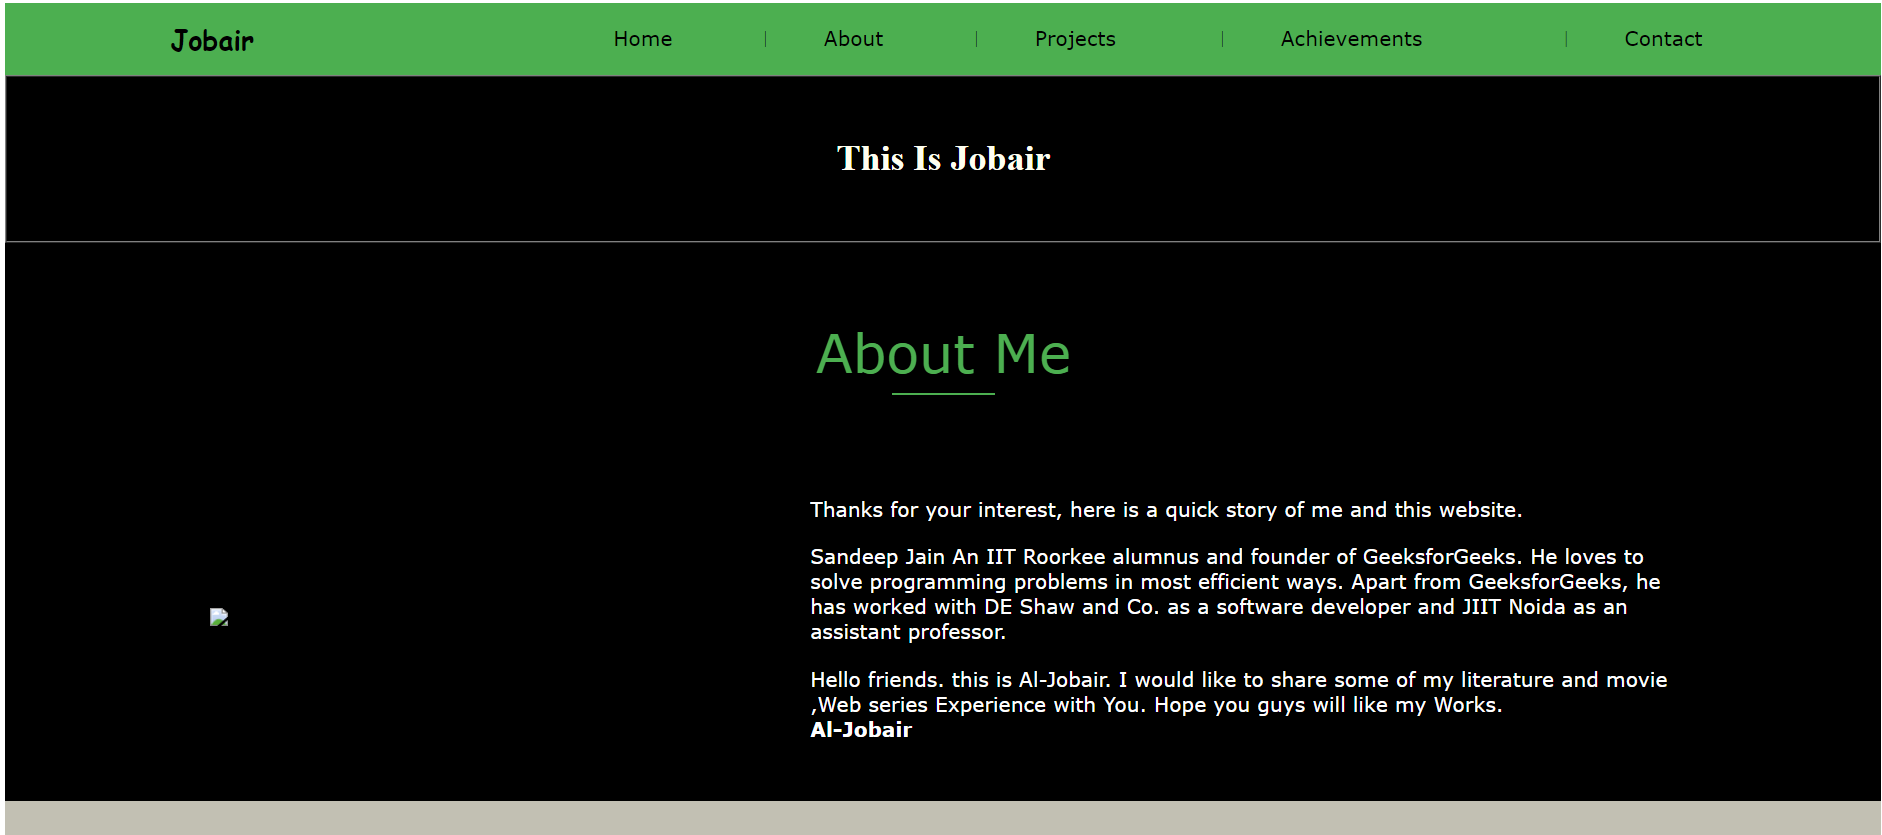 Jobair
Home | About | Projects | Achievements | Contact
This Is Jobair
About Me
Thanks for your interest, here is a quick story of me and this website.
Sandeep Jain An IIT Roorkee alumnus and founder of GeeksforGeeks. He loves to
solve programming problems in most efficient ways. Apart from GeeksforGeeks, he
has worked with DE Shaw and Co. as a software developer and JIIT Noida as an
assistant professor.
Hello friends. this is Al-Jobair. I would like to share some of my literature and movie
,Web series Experience with You. Hope you guys will like my Works.
Al-Jobair